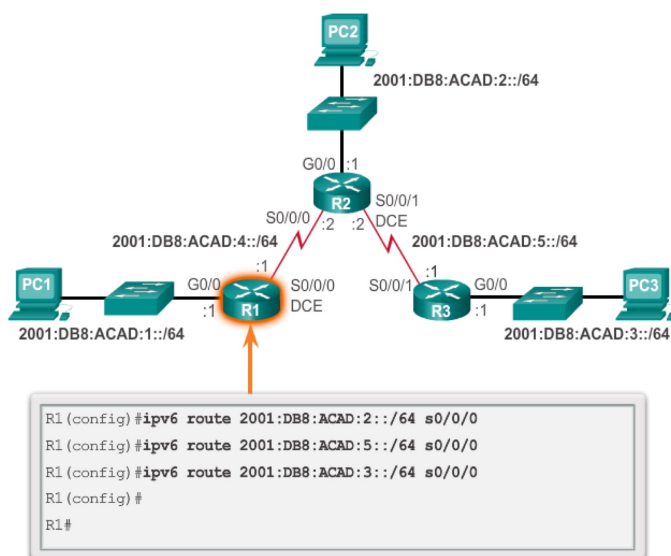 PC2
2001:DB8:ACAD:2::/64
G0/0 :1
R2
S0/0/0
S0/0/1
:2 :2
DCE
2001:DB8:ACAD:4::/64
2001:DB8:ACAD:5::/64
:1
:1
PC1
G0/0
S0/0/0
S0/0/1
G0/0
PC3
:1
R1
DCE
R3
:1
2001:DB8:ACAD:1::/64
2001:DB8:ACAD:3::/64
R1(config)#ipv6 route 2001:DB8:ACAD:2::/64 s0/0/0
R1(config)#ipv6 route 2001:DB8:ACAD:5::/64 s0/0/0
R1(config)#ipv6 route 2001:DB8:ACAD:3::/64 s0/0/0
R1(config)#
R1#